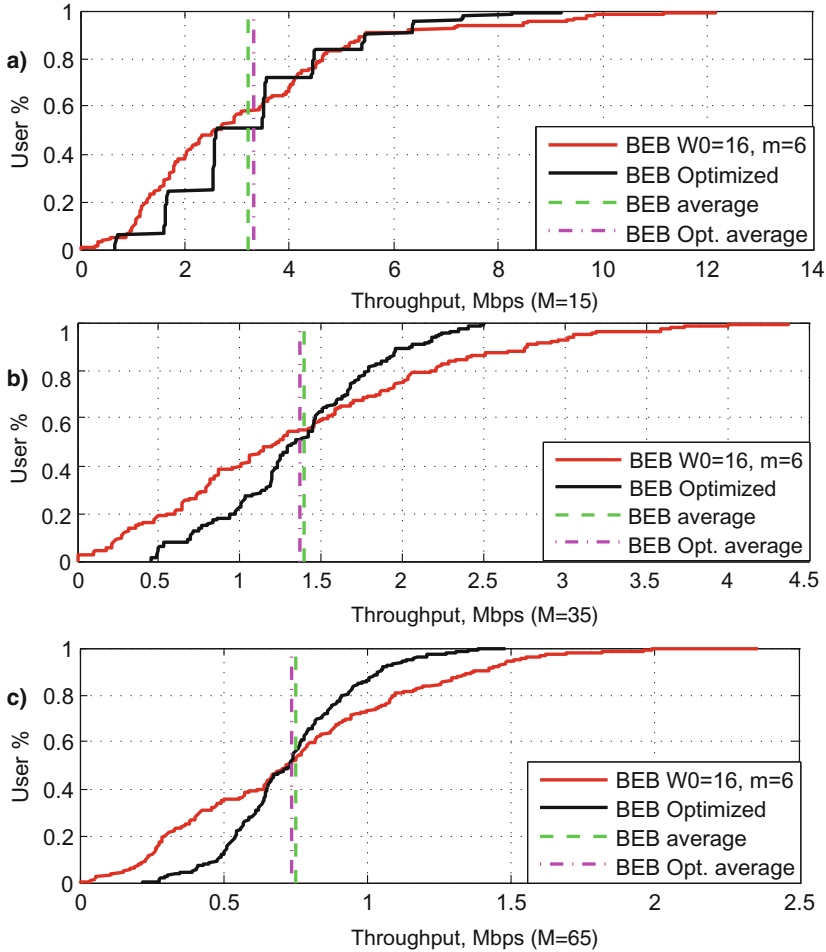 a)
User %
1
0.8
0.6
0.4
0.2
0
BEB W0=16, m=6
BEB Optimized
BEB average
BEB Opt. average
0 2 4 6 8 10 12 14
Throughput, Mbps (M=15)
b)
User %
1
0.8
0.6
0.4
0.2
0
BEB W0=16, m=6
BEB Optimized
BEB average
BEB Opt. average
0 0.5 1 1.5 2 2.5 3 3.5 4 4.5
Throughput, Mbps (M=35)
c)
User %
1
0.8
0.6
0.4
0.2
0
BEB W0=16, m=6
BEB Optimized
BEB average
BEB Opt. average
0 0.5 1 1.5 2 2.5
Throughput, Mbps (M=65)